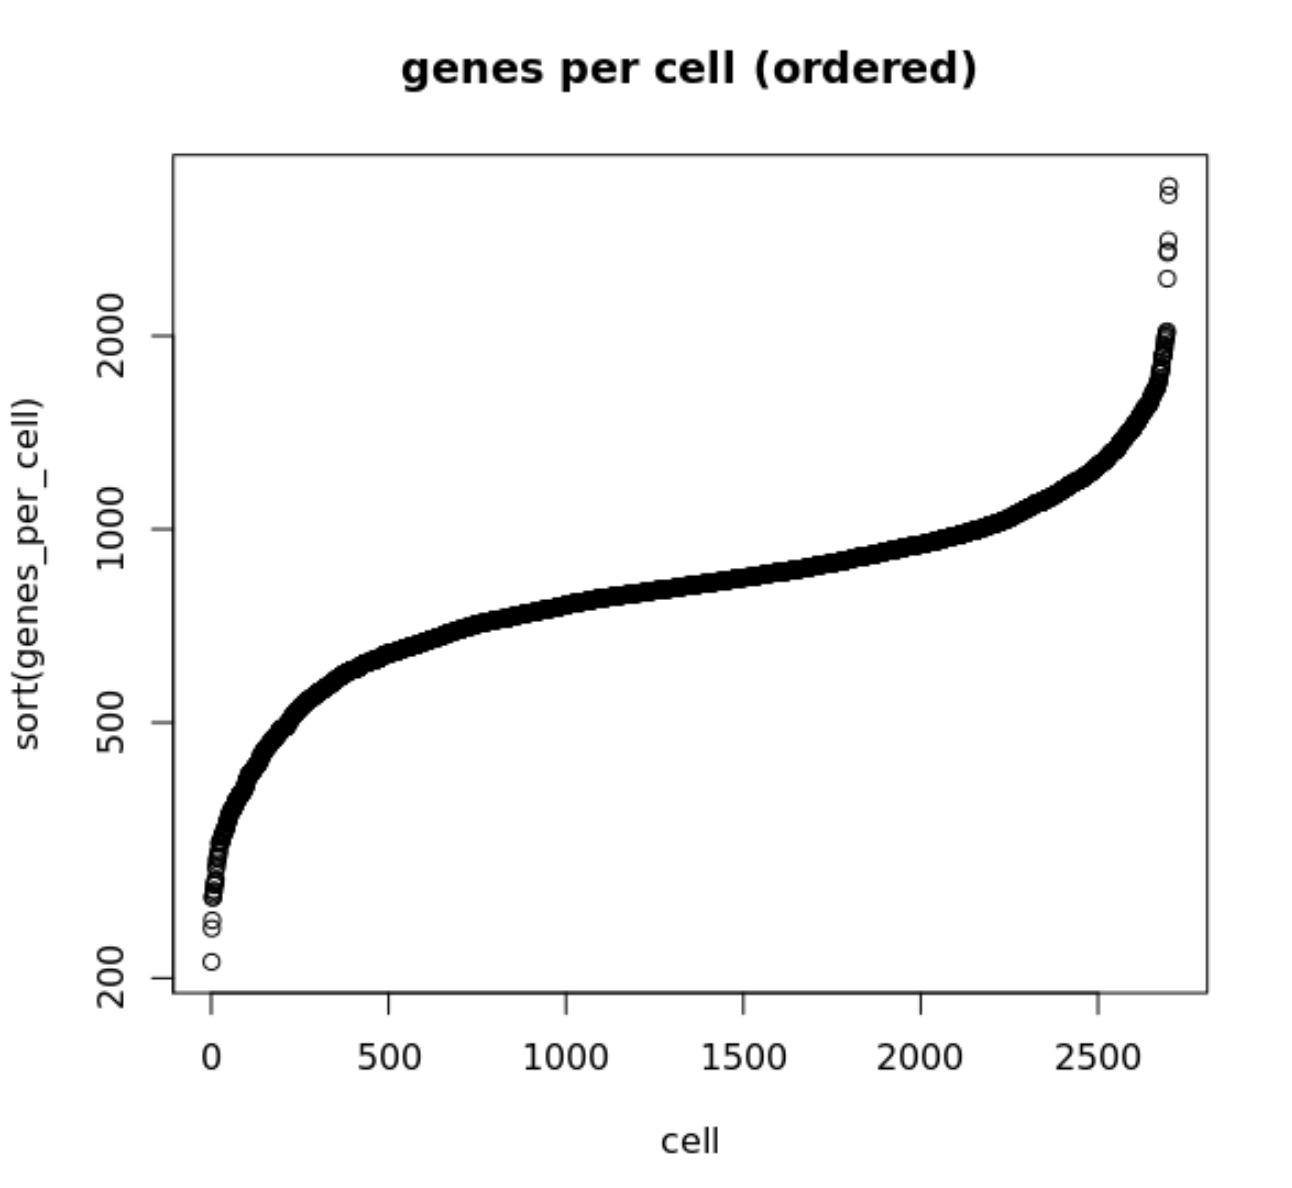 genes per cell (ordered)
sort(genes_per_cell)
2000
1000
500
200
0 500 1000 1500 2000 2500
cell